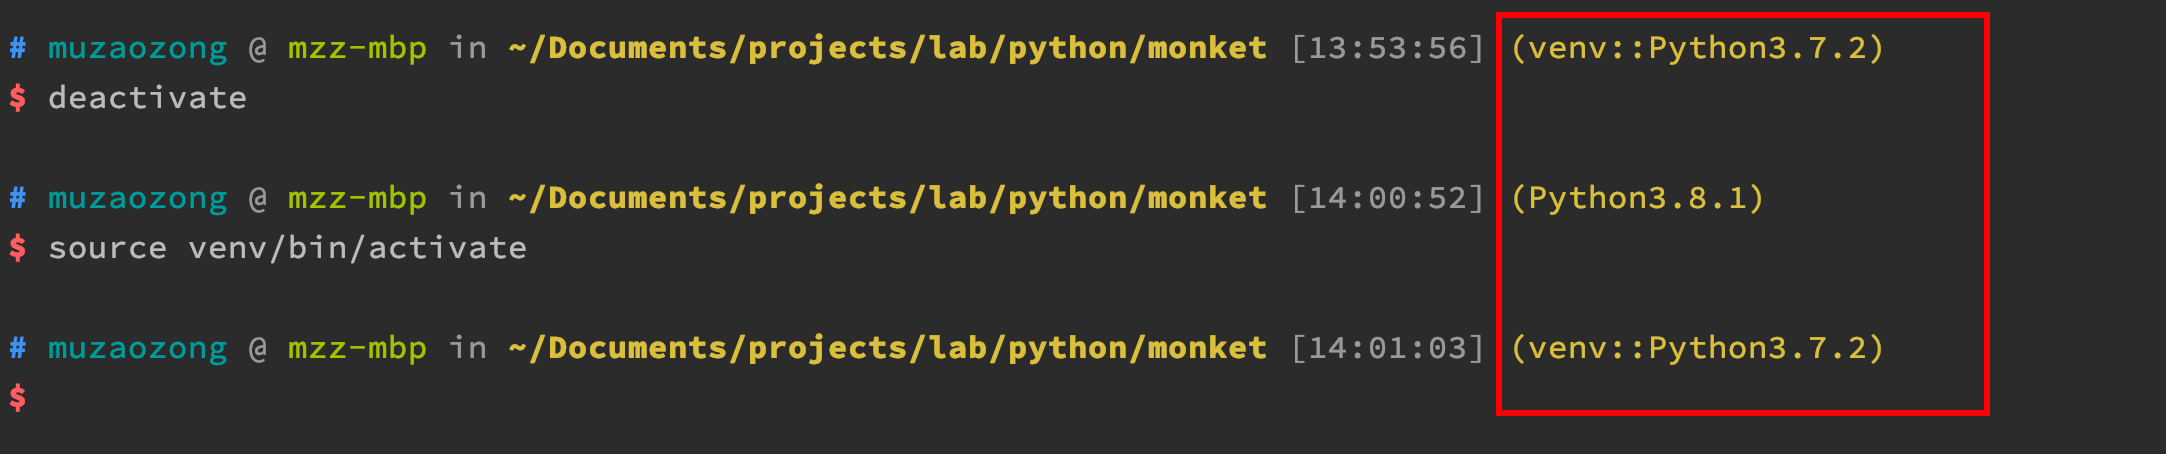 # muzaozong @ mzz-mbp in ~/Documents/projects/lab/python/monket [13:53:56] (venv::Python3.7.2)
$ deactivate
# muzaozong @ mzz-mbp in ~/Documents/projects/lab/python/monket [14:00:52] (Python3.8.1)
$ source venv/bin/activate
# muzaozong @ mzz-mbp in ~/Documents/projects/lab/python/monket [14:01:03] (venv::Python3.7.2)
$